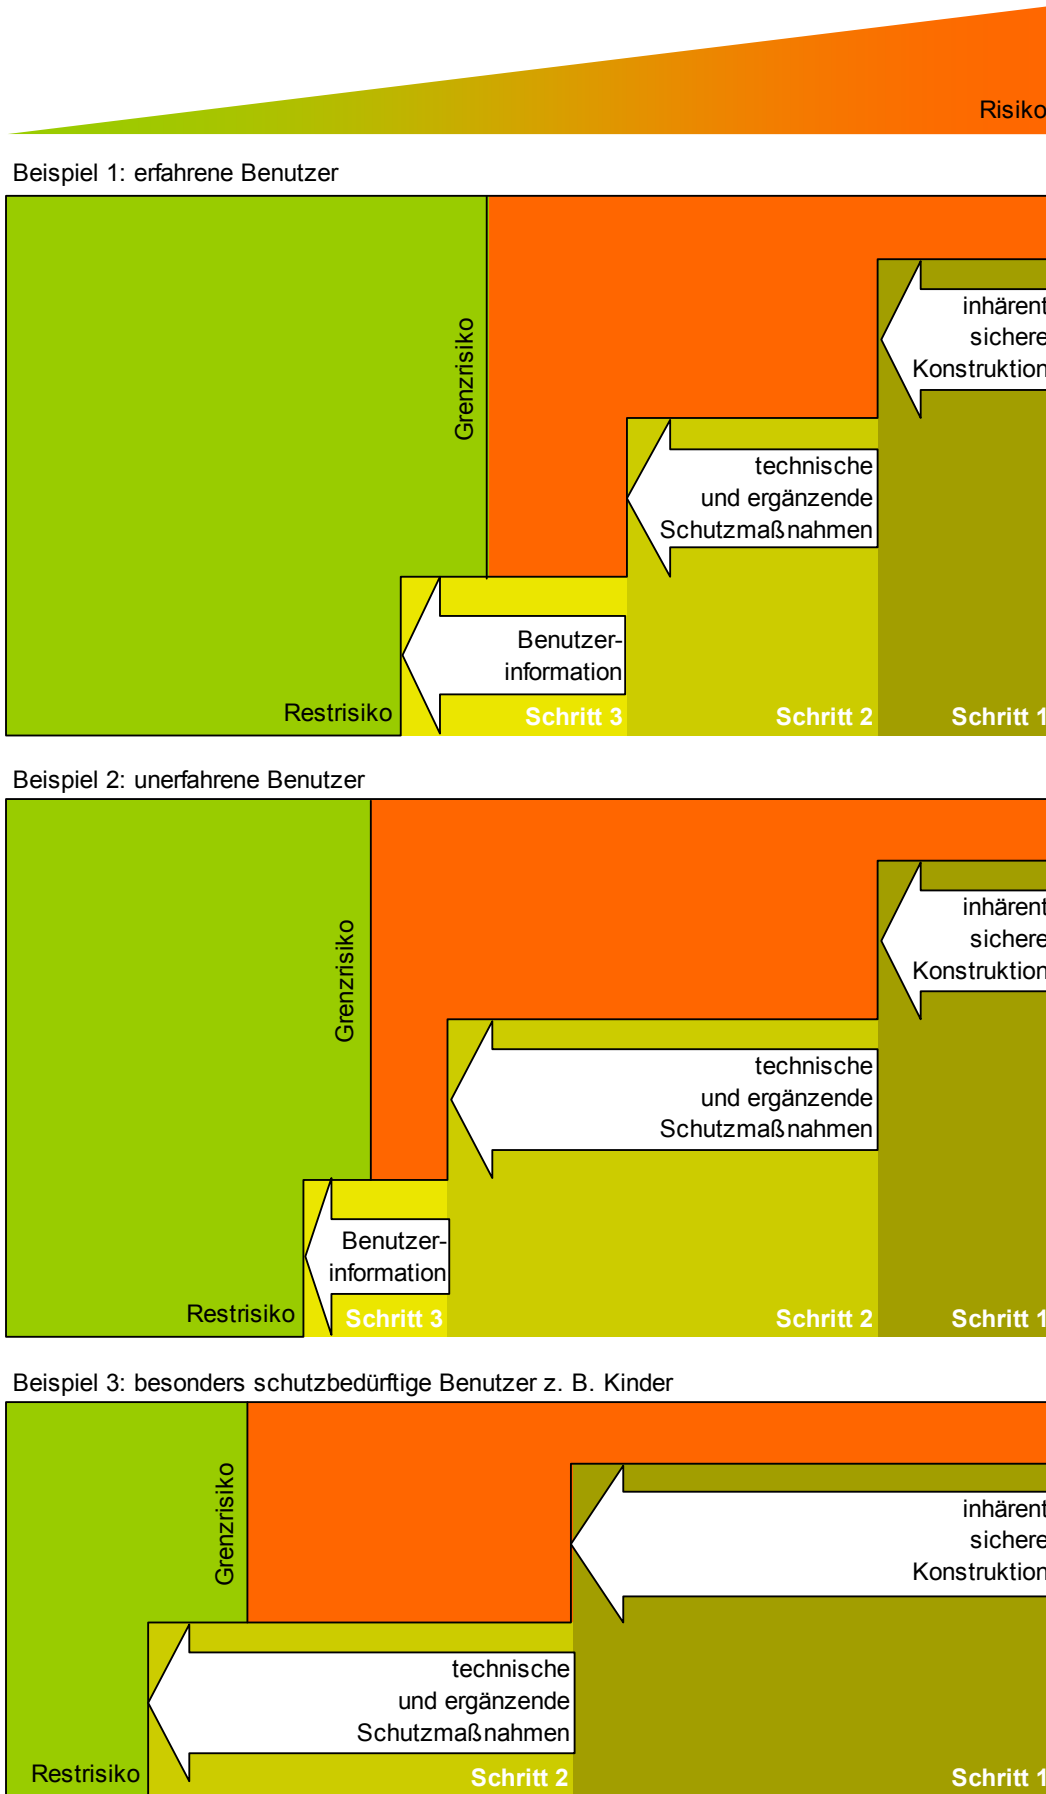 Risiko
Beispiel 1: erfahrene Benutzer
Grenzrisiko
inhärent
sichere
Konstruktion
technische
und ergänzende
Schutzmaßnahmen
Benutzer-
information
Restrisiko
Schritt 3
Schritt 2
Schritt 1
Beispiel 2: unerfahrene Benutzer
Grenzrisiko
inhärent
sichere
Konstruktion
technische
und ergänzende
Schutzmaßnahmen
Benutzer-
information
Restrisiko
Schritt 3
Schritt 2
Schritt 1
Beispiel 3: besonders schutzbedürftige Benutzer z. B. Kinder
Grenzrisiko
inhärent
sichere
Konstruktion
technische
und ergänzende
Schutzmaßnahmen
Restrisiko
Schritt 2
Schritt 1